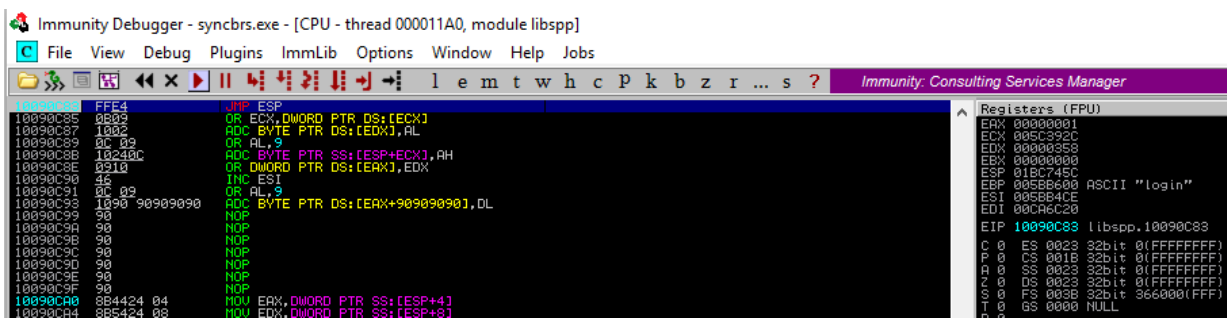 Immunity Debugger - syncbrs.exe - [CPU - thread 000011A0, module libspp]
C File View Debug Plugins ImmLib Options Window Help Jobs
l e m t w h c P k b z r ... s ? Immunity: Consulting Services Manager
10090C83 FFE4 JMP ESP
10090C85 0B09 OR ECX,DWORD PTR DS:[ECX]
10090C87 1002 ADC BYTE PTR DS:[EDX],AL
10090C89 0C 09 OR AL,9
10090C8B 10240C ADC BYTE PTR SS:[ESP+ECX],AH
10090C8E 0910 OR DWORD PTR DS:[EAX],EDX
10090C90 46 INC ESI
10090C91 0C 09 OR AL,9
10090C93 1090 90909090 ADC BYTE PTR DS:[EAX+90909090],DL
10090C99 90 NOP
10090C9A 90 NOP
10090C9B 90 NOP
10090C9C 90 NOP
10090C9D 90 NOP
10090C9E 90 NOP
10090C9F 90 NOP
10090CA0 8B4424 04 MOV EAX,DWORD PTR SS:[ESP+4]
10090CA4 8B5424 08 MOV EDX,DWORD PTR SS:[ESP+8]
Registers (FPU)
EAX 00000001
ECX 005C392C
EDX 00000358
EBX 00000000
ESP 01BC745C
EBP 005BB600 ASCII "login"
ESI 005BB4CE
EDI 00CA6C20
EIP 10090C83 libspp.10090C83
C 0 ES 0023 32bit 0(FFFFFFFF)
P 0 CS 001B 32bit 0(FFFFFFFF)
A 0 SS 0023 32bit 0(FFFFFFFF)
Z 0 DS 0023 32bit 0(FFFFFFFF)
S 0 FS 003B 32bit 366000(FFF)
T 0 GS 0000 NULL